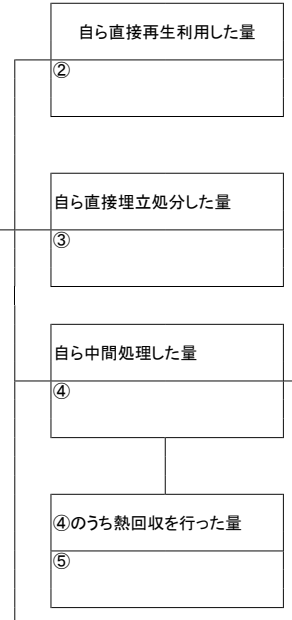 自ら直接再生利用した量
②
自ら直接埋立処分した量
③
自ら中間処理した量
④
④のうち熱回収を行った量
⑤